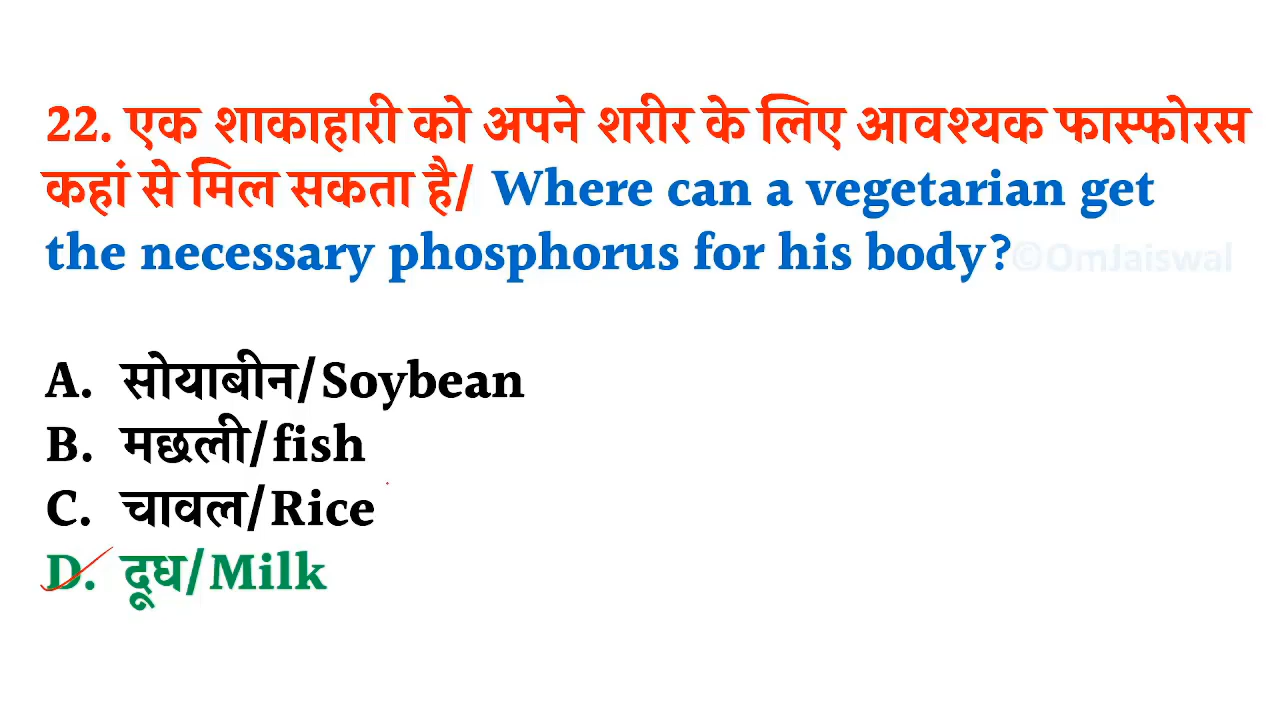 22. एक शाकाहारी को अपने शरीर के लिए आवश्यक फास्फोरस
कहां से मिल सकता है/ Where can a vegetarian get
the necessary phosphorus for his body?
©OmJaiswal
A. सोयाबीन/Soybean
B. मछली/fish
C. चावल/Rice
D. दूध/Milk